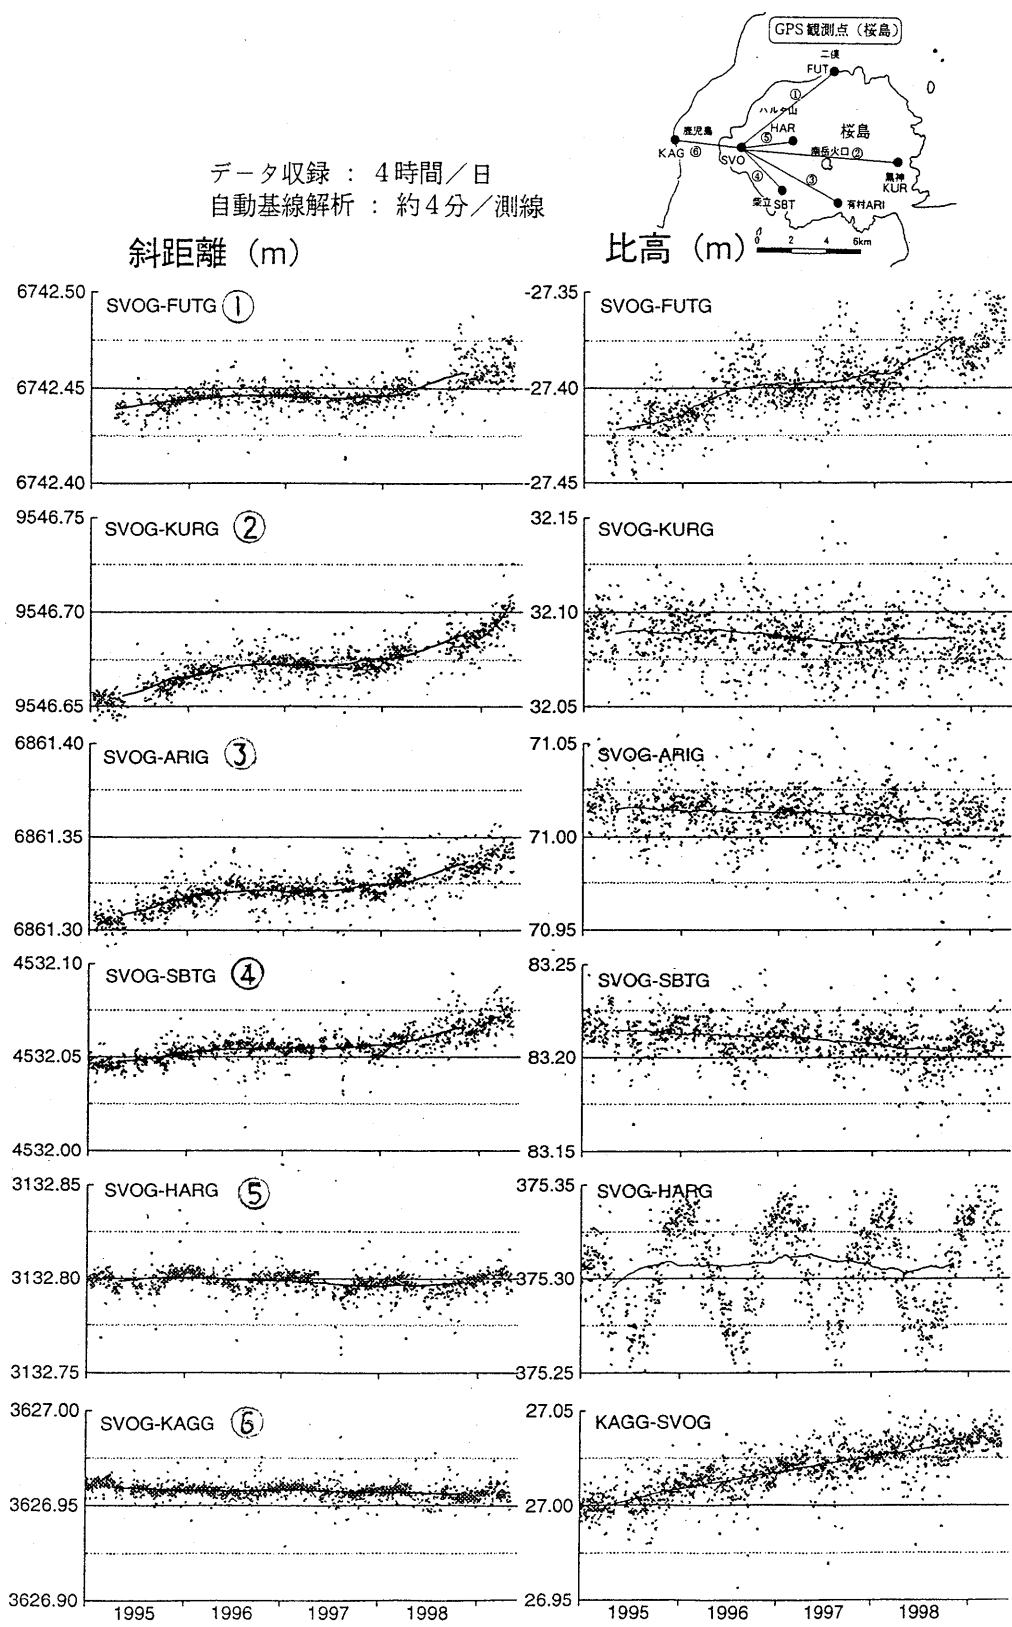 GPS観測点（桜島）
二俣
FUT
①
ハルタ山
HAR
⑤
桜島
鹿児島
KAG
⑥
SVO
南岳火口
②
黒神
KUR
④
③
SBT
有村ARI
0 2 4 6km
データ収録 : 4時間／日
自動基線解析 : 約4分／測線
斜距離 (m)
比高 (m)
6742.50
SVOG-FUTG ①
6742.45
6742.40
-27.35
SVOG-FUTG
-27.40
-27.45
9546.75
SVOG-KURG ②
9546.70
9546.65
32.15
SVOG-KURG
32.10
32.05
6861.40
SVOG-ARIG ③
6861.35
6861.30
71.05
SVOG-ARIG
71.00
70.95
4532.10
SVOG-SBTG ④
4532.05
4532.00
83.25
SVOG-SBTG
83.20
83.15
3132.85
SVOG-HARG ⑤
3132.80
3132.75
375.35
SVOG-HARG
375.30
375.25
3627.00
SVOG-KAGG ⑥
3626.95
3626.90
1995 1996 1997 1998
27.05
KAGG-SVOG
27.00
26.95
1995 1996 1997 1998